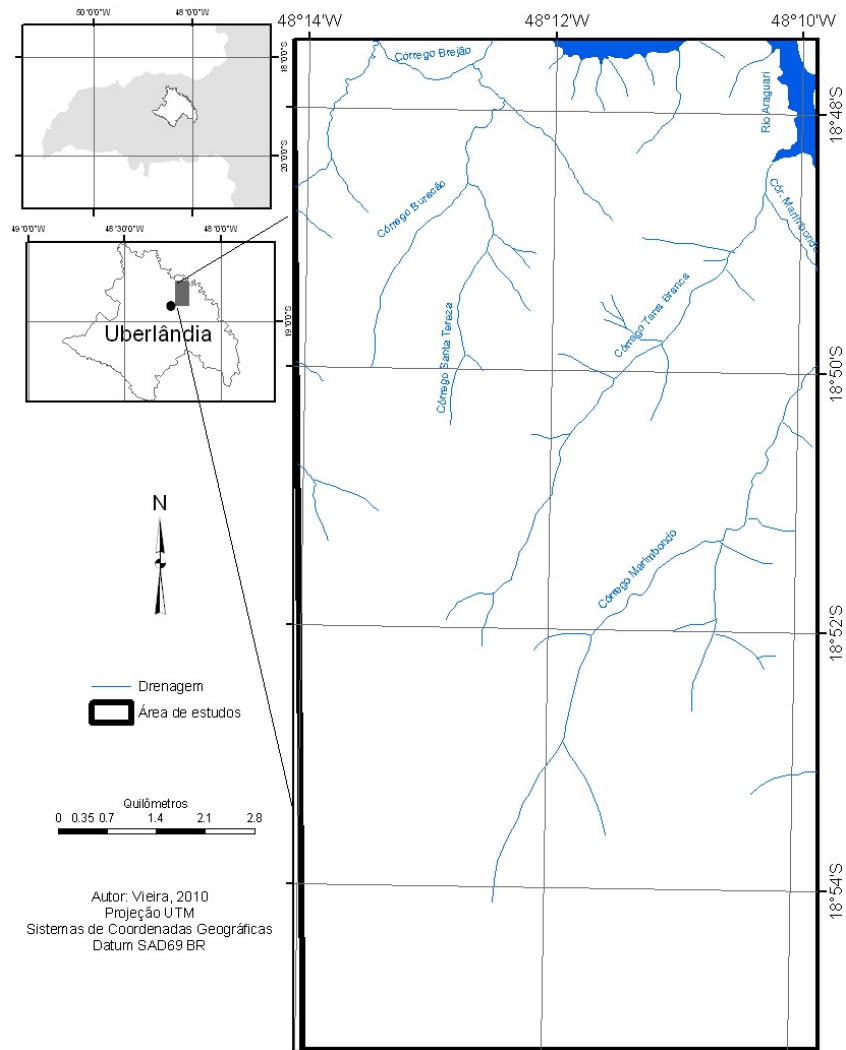 50°0'0"W 48°0'0"W
18°0'0"S
20°0'0"S
49°0'0"W 48°30'0"W 48°0'0"W
19°0'0"S
Uberlândia
N
Drenagem
Área de estudos
Quilômetros
0 0.35 0.7 1.4 2.1 2.8
Autor: Vieira, 2010
Projeção UTM
Sistemas de Coordenadas Geográficas
Datum SAD69 BR
48°14'W 48°12'W 48°10'W
18°48'S
18°50'S
18°52'S
18°54'S
Córrego Brejão
Rio Araguari
Córrego Buracão
Cór. Marimbondo
Córrego Terra Branca
Córrego Santa Tereza
Córrego Marimbondo